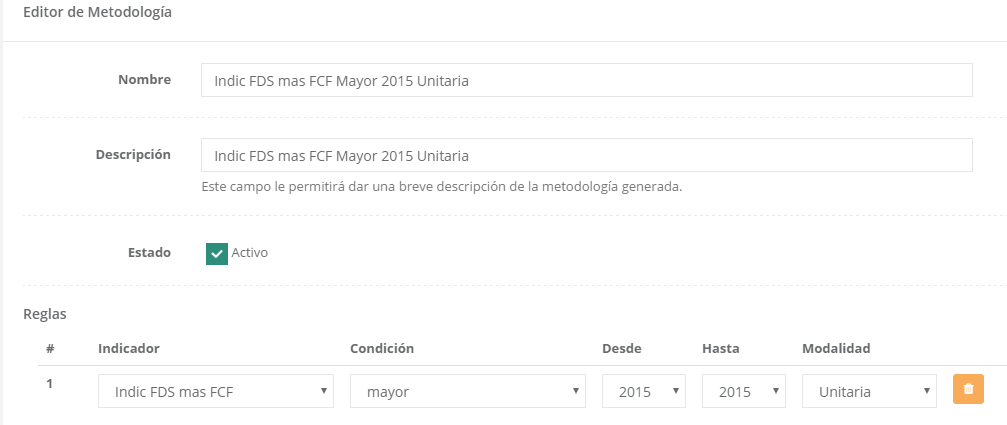 Editor de Metodología
Nombre
Indic FDS mas FCF Mayor 2015 Unitaria
Descripción
Indic FDS mas FCF Mayor 2015 Unitaria
Este campo le permitirá dar una breve descripción de la metodología generada.
Estado
Activo
Reglas
# Indicador Condición Desde Hasta Modalidad
1 Indic FDS mas FCF mayor 2015 2015 Unitaria